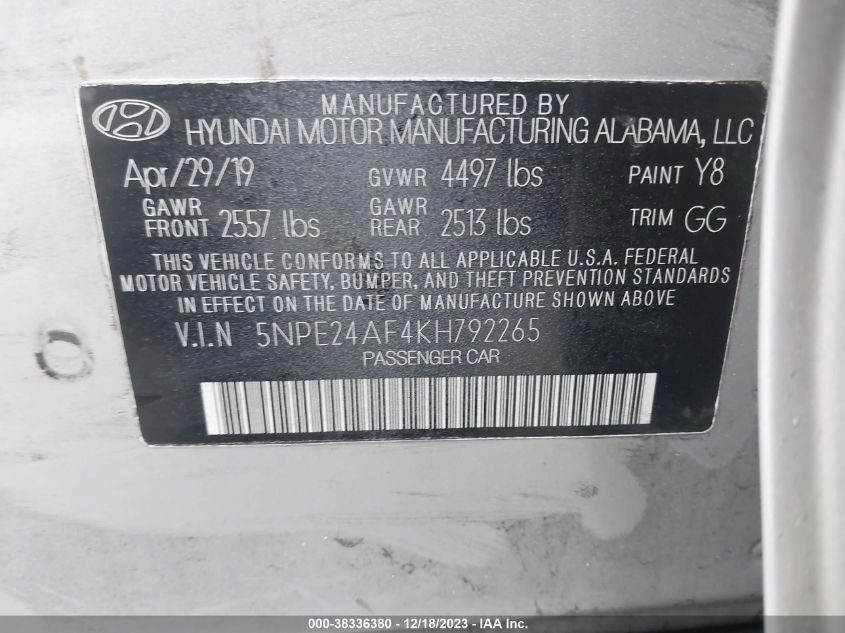 MANUFACTURED BY
HYUNDAI MOTOR MANUFACTURING ALABAMA, LLC
Apr/29/19 GVWR 4497 lbs PAINT Y8
GAWR FRONT 2557 lbs GAWR REAR 2513 lbs TRIM GG
THIS VEHICLE CONFORMS TO ALL APPLICABLE U.S.A. FEDERAL
MOTOR VEHICLE SAFETY, BUMPER, AND THEFT PREVENTION STANDARDS
IN EFFECT ON THE DATE OF MANUFACTURE SHOWN ABOVE
V.I.N 5NPE24AF4KH792265
PASSENGER CAR
000-38336380 - 12/18/2023 - IAA Inc.